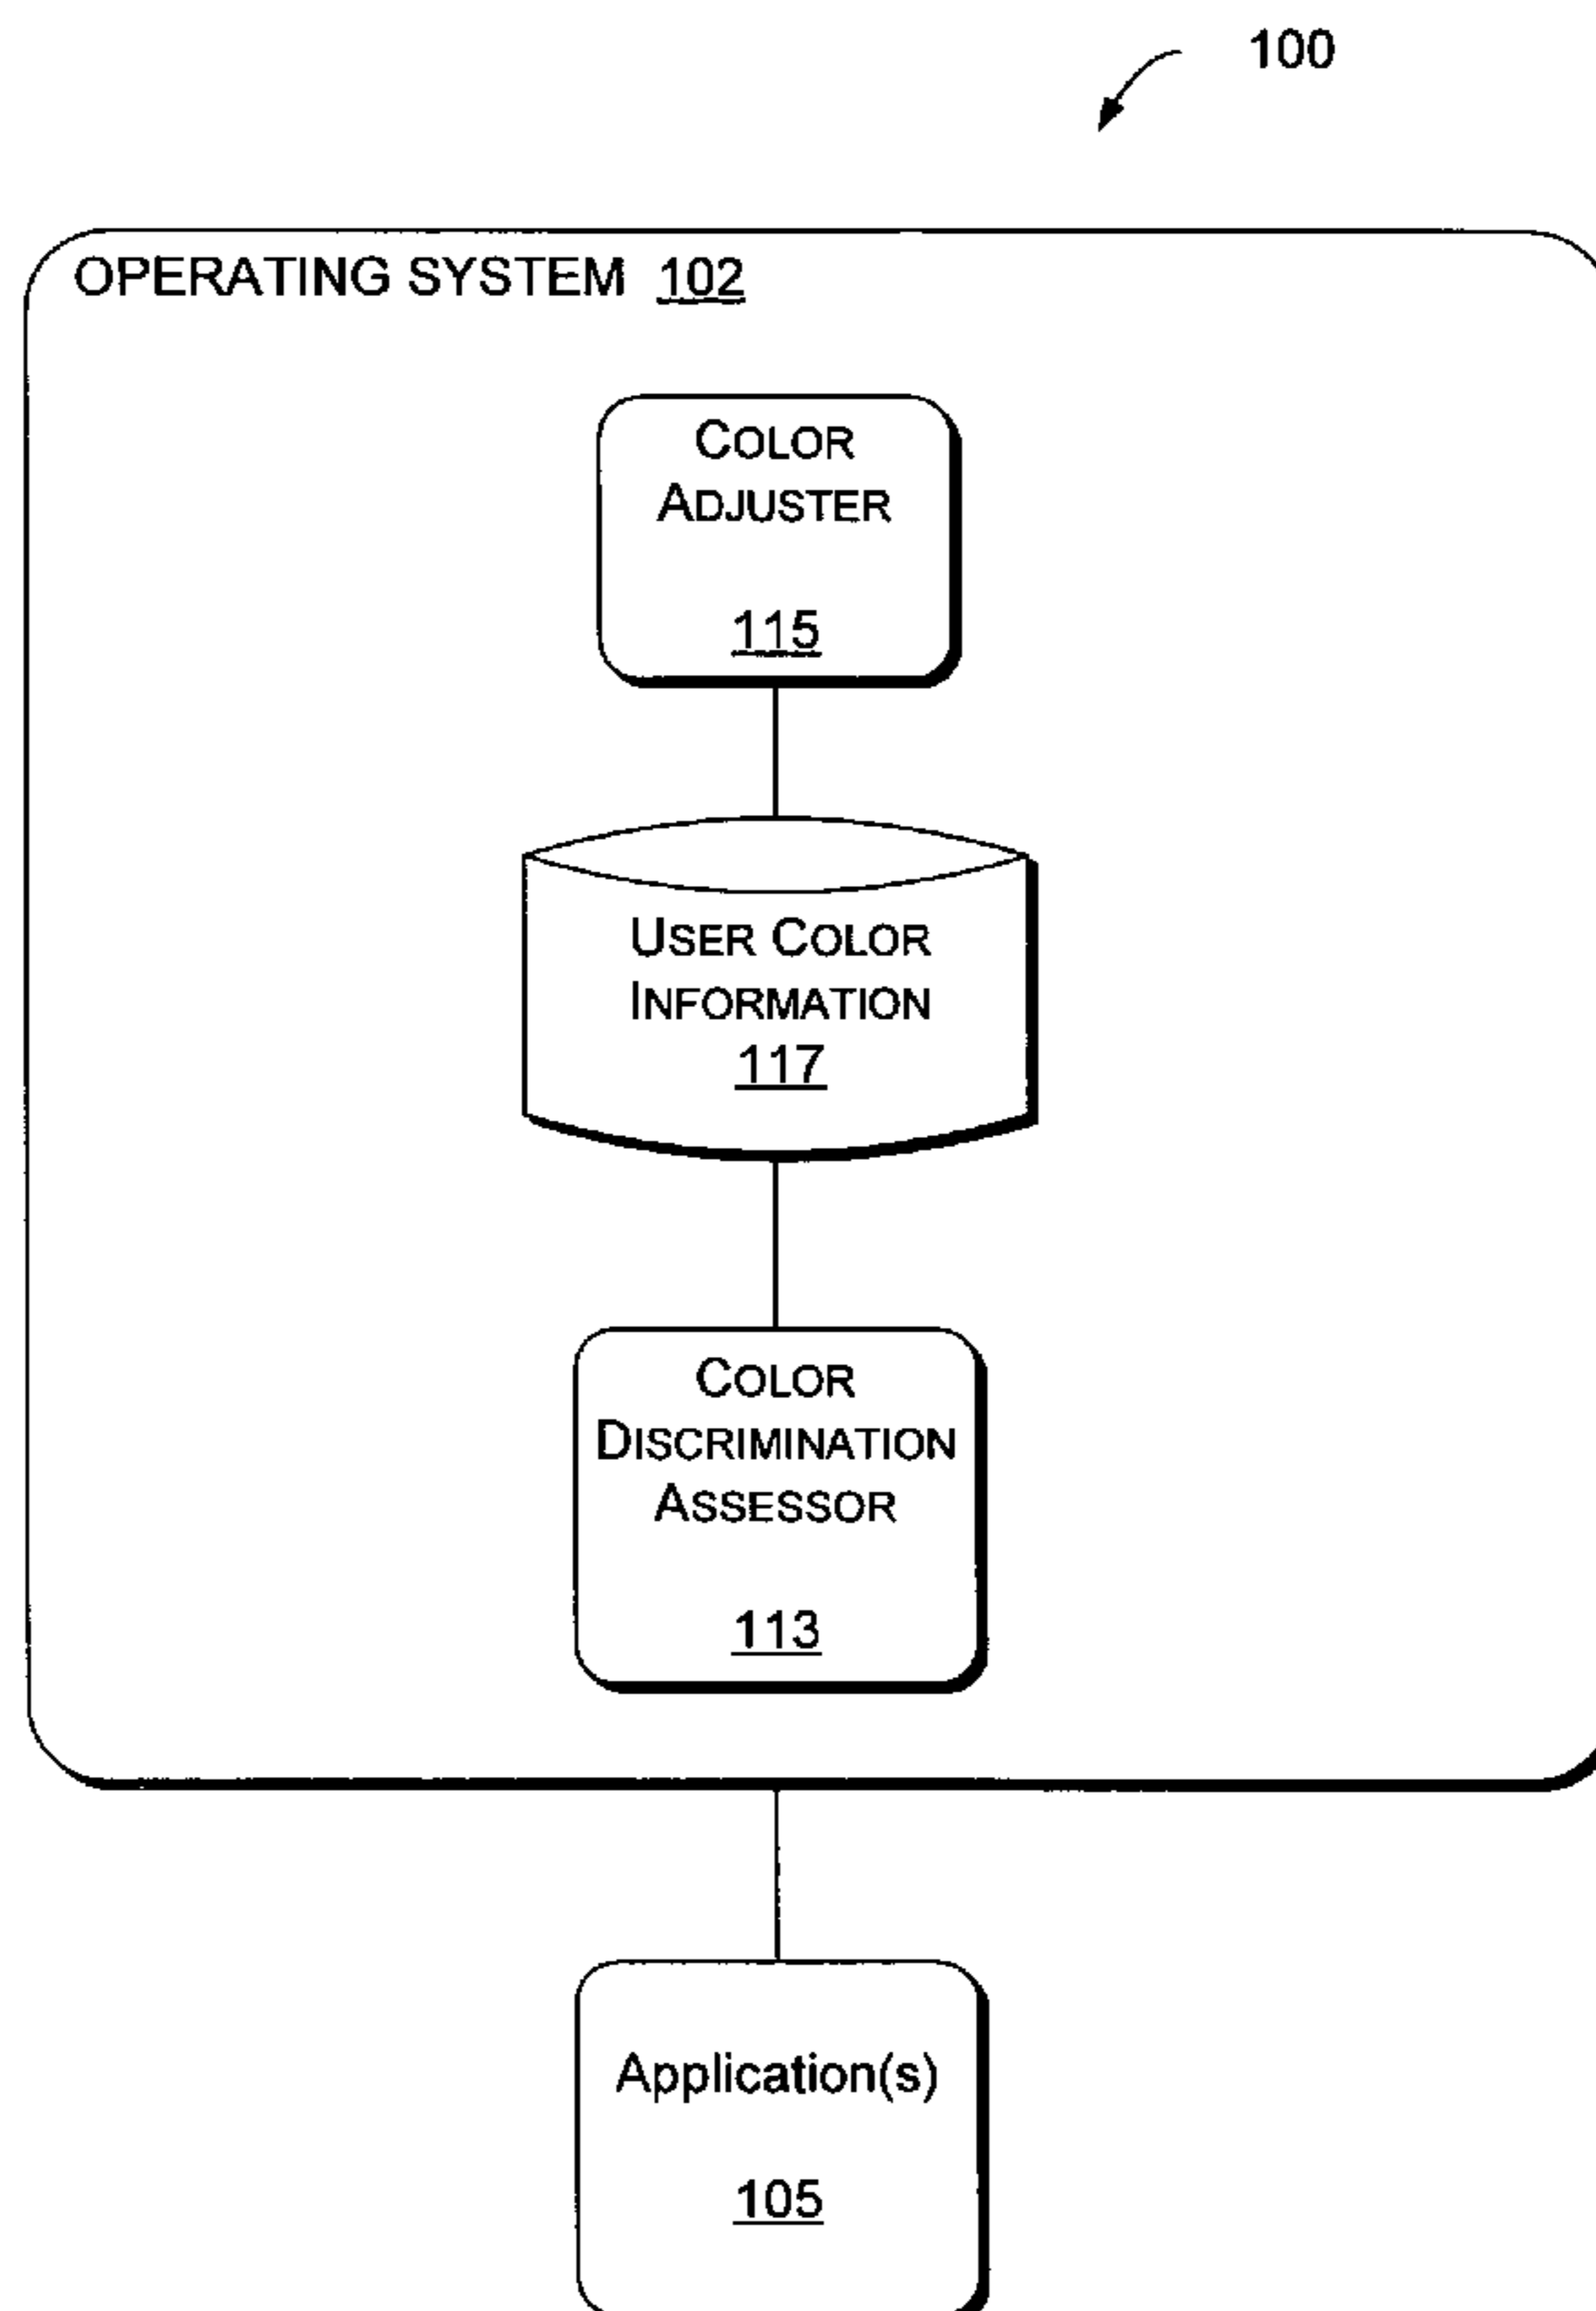 100
OPERATING SYSTEM 102
COLOR
ADJUSTER
115
USER COLOR
INFORMATION
117
COLOR
DISCRIMINATION
ASSESSOR
113
Application(s)
105